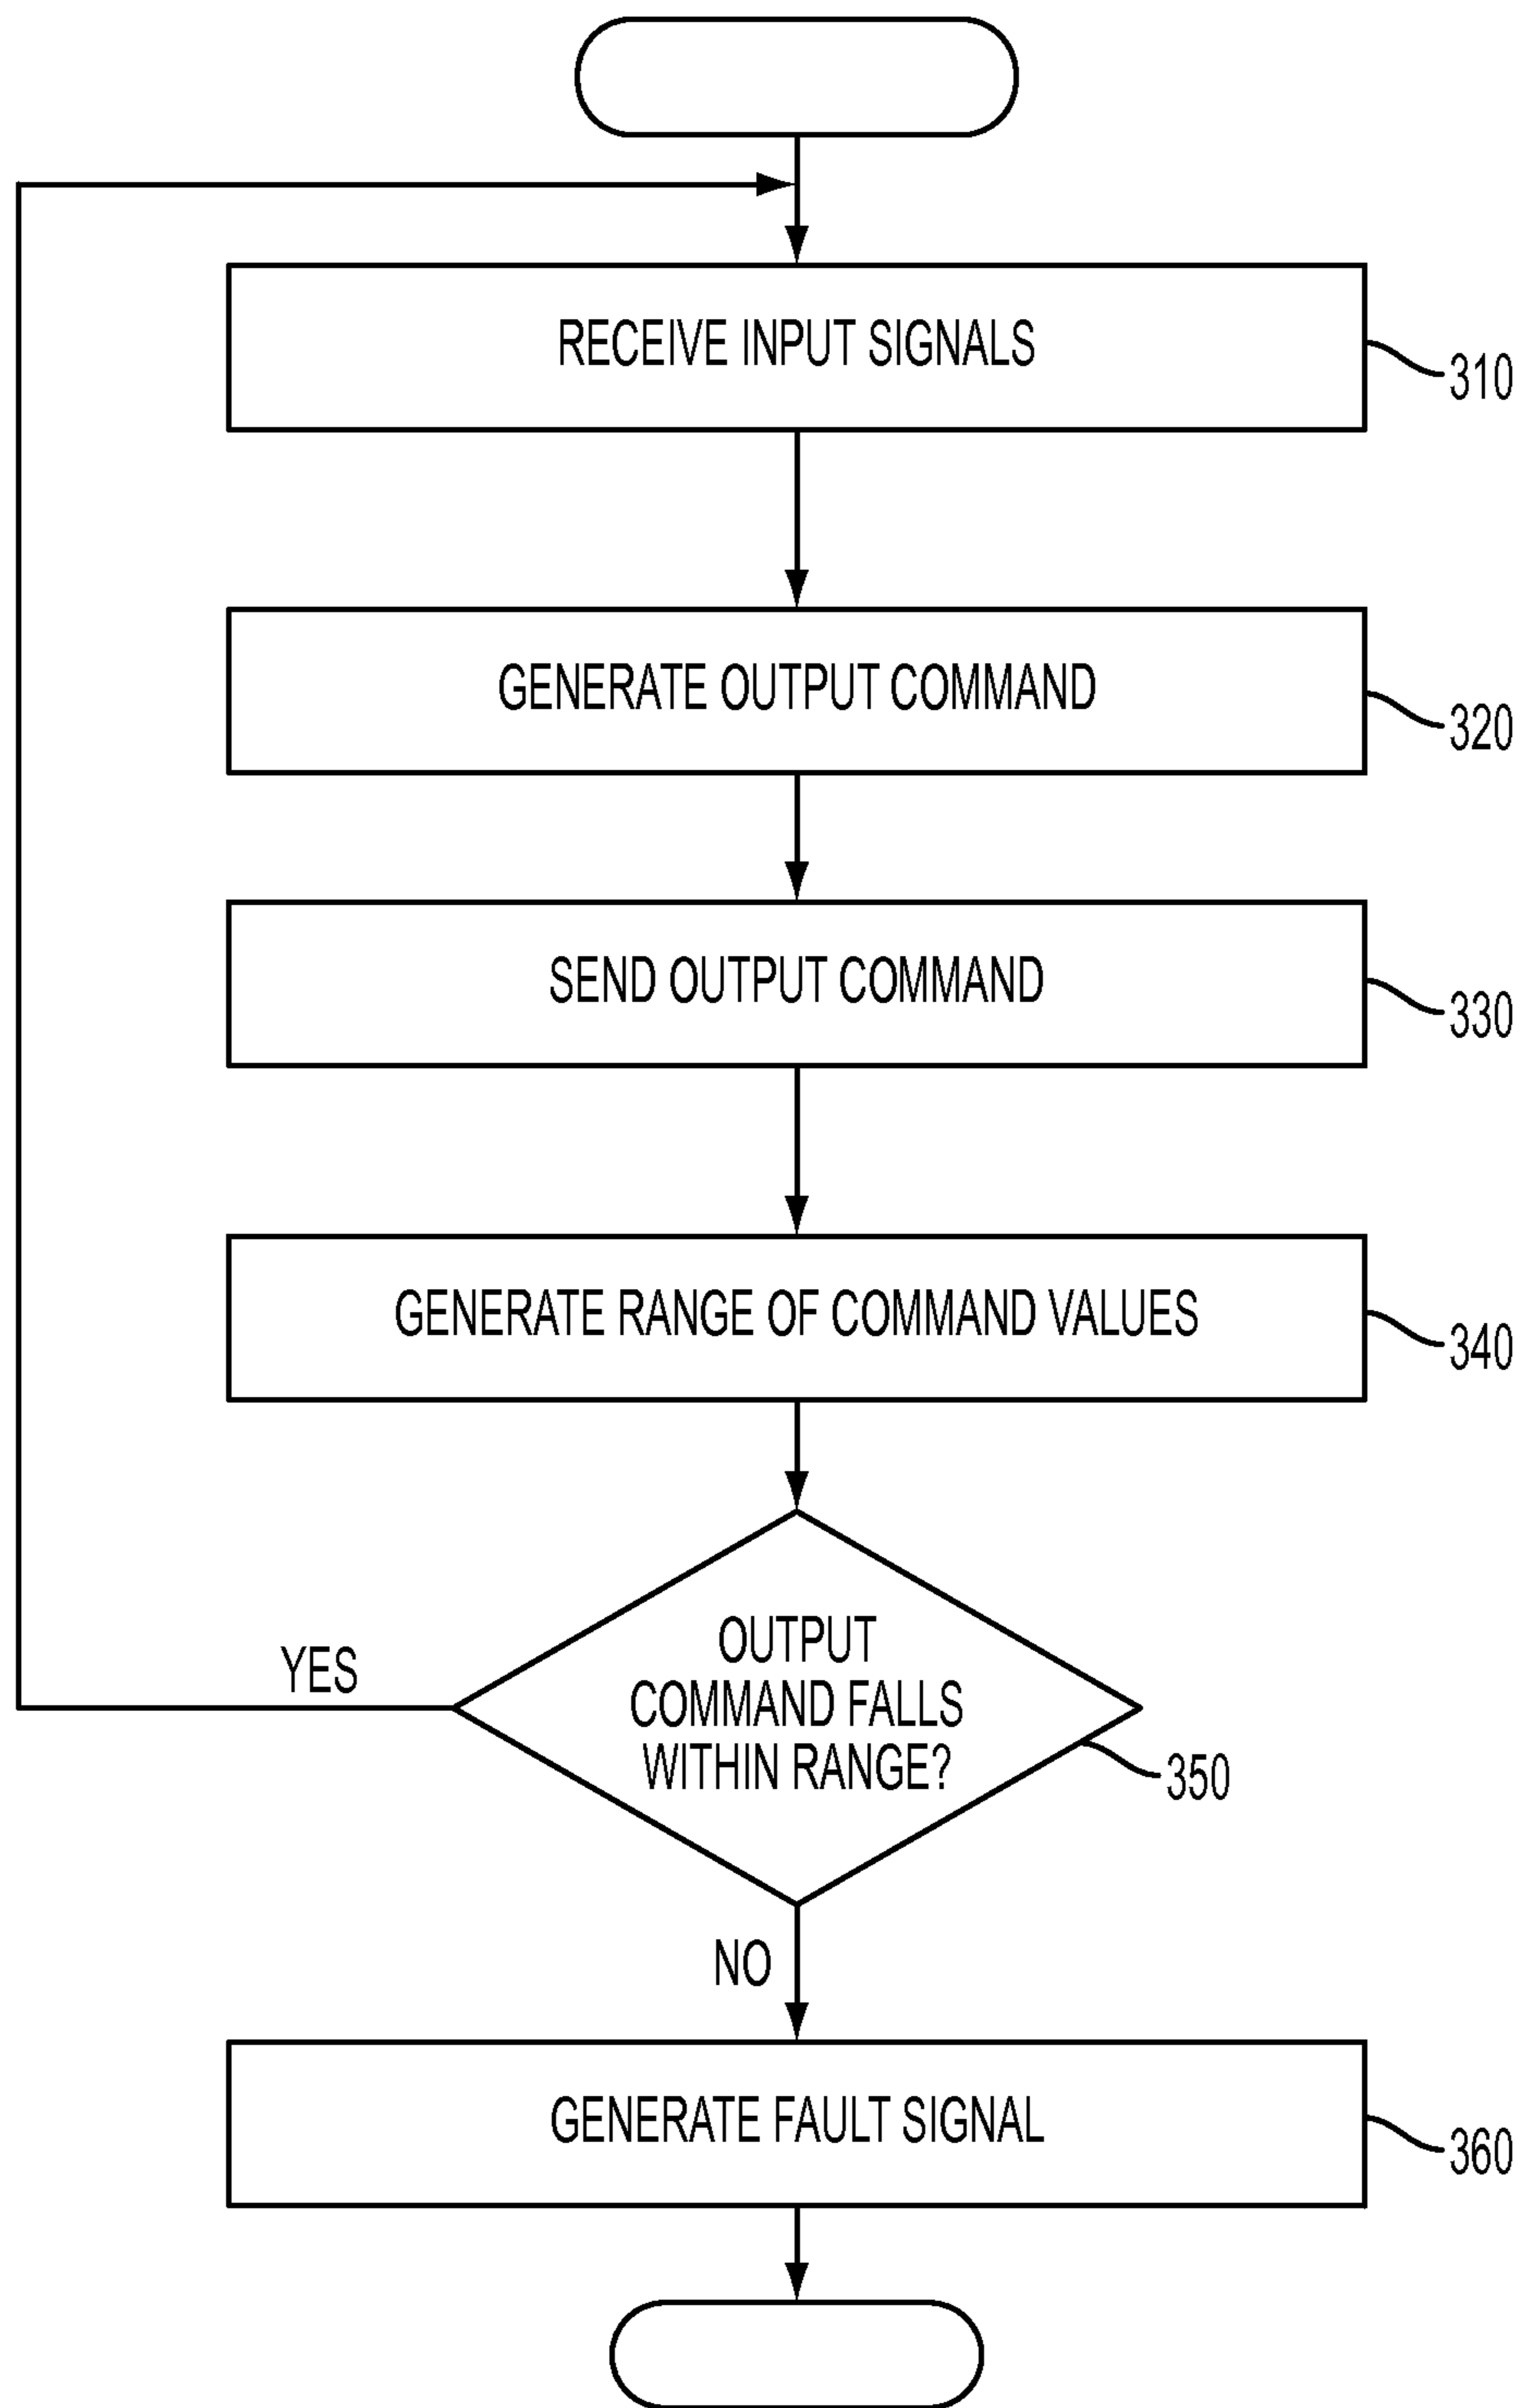 RECEIVE INPUT SIGNALS
310
GENERATE OUTPUT COMMAND
320
SEND OUTPUT COMMAND
330
GENERATE RANGE OF COMMAND VALUES
340
OUTPUT
COMMAND FALLS
WITHIN RANGE?
YES
350
NO
GENERATE FAULT SIGNAL
360